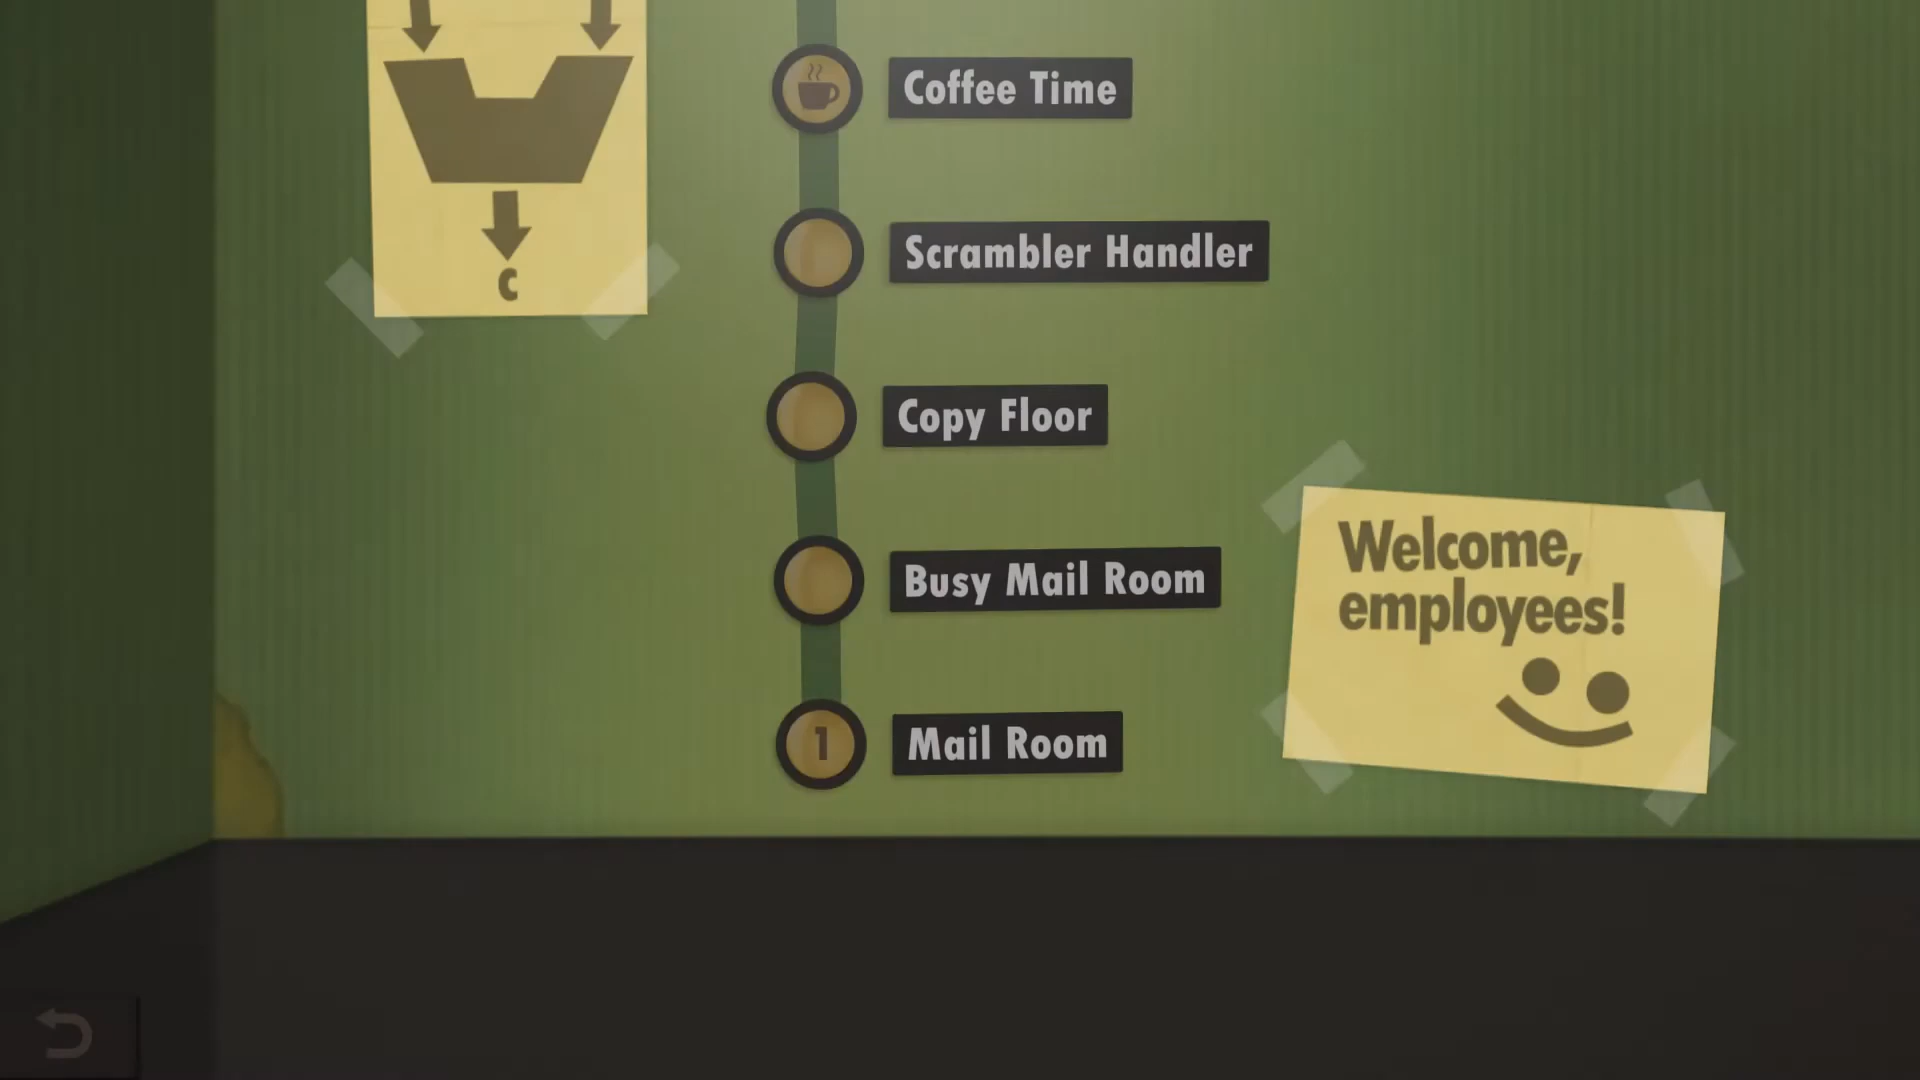 Coffee Time
Scrambler Handler
C
Copy Floor
Welcome,
employees!
Busy Mail Room
1
Mail Room